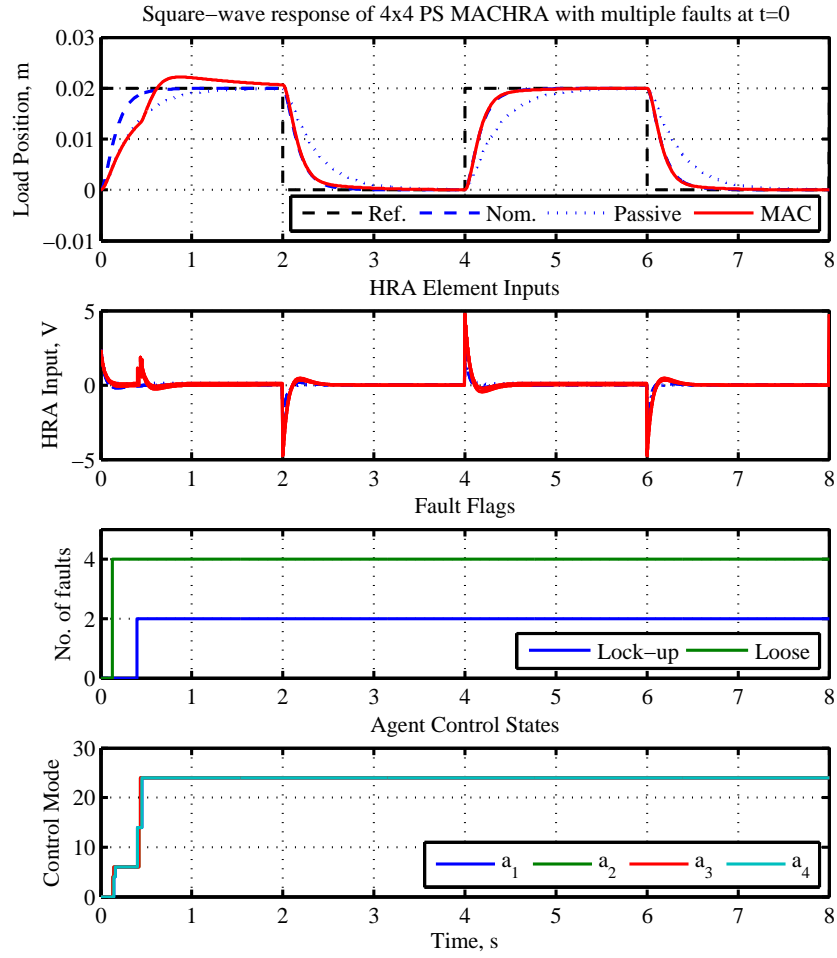 Square−wave response of 4x4 PS MACHRA with multiple faults at t=0
0.03
0.02
0.01
0
−0.01
Load Position, m
Ref. Nom. Passive MAC
0 1 2 3 4 5 6 7 8
HRA Element Inputs
5
0
−5
HRA Input, V
0 1 2 3 4 5 6 7 8
Fault Flags
4
2
0
No. of faults
Lock−up Loose
0 1 2 3 4 5 6 7 8
Agent Control States
30
20
10
0
Control Mode
a_1 a_2 a_3 a_4
0 1 2 3 4 5 6 7 8
Time, s